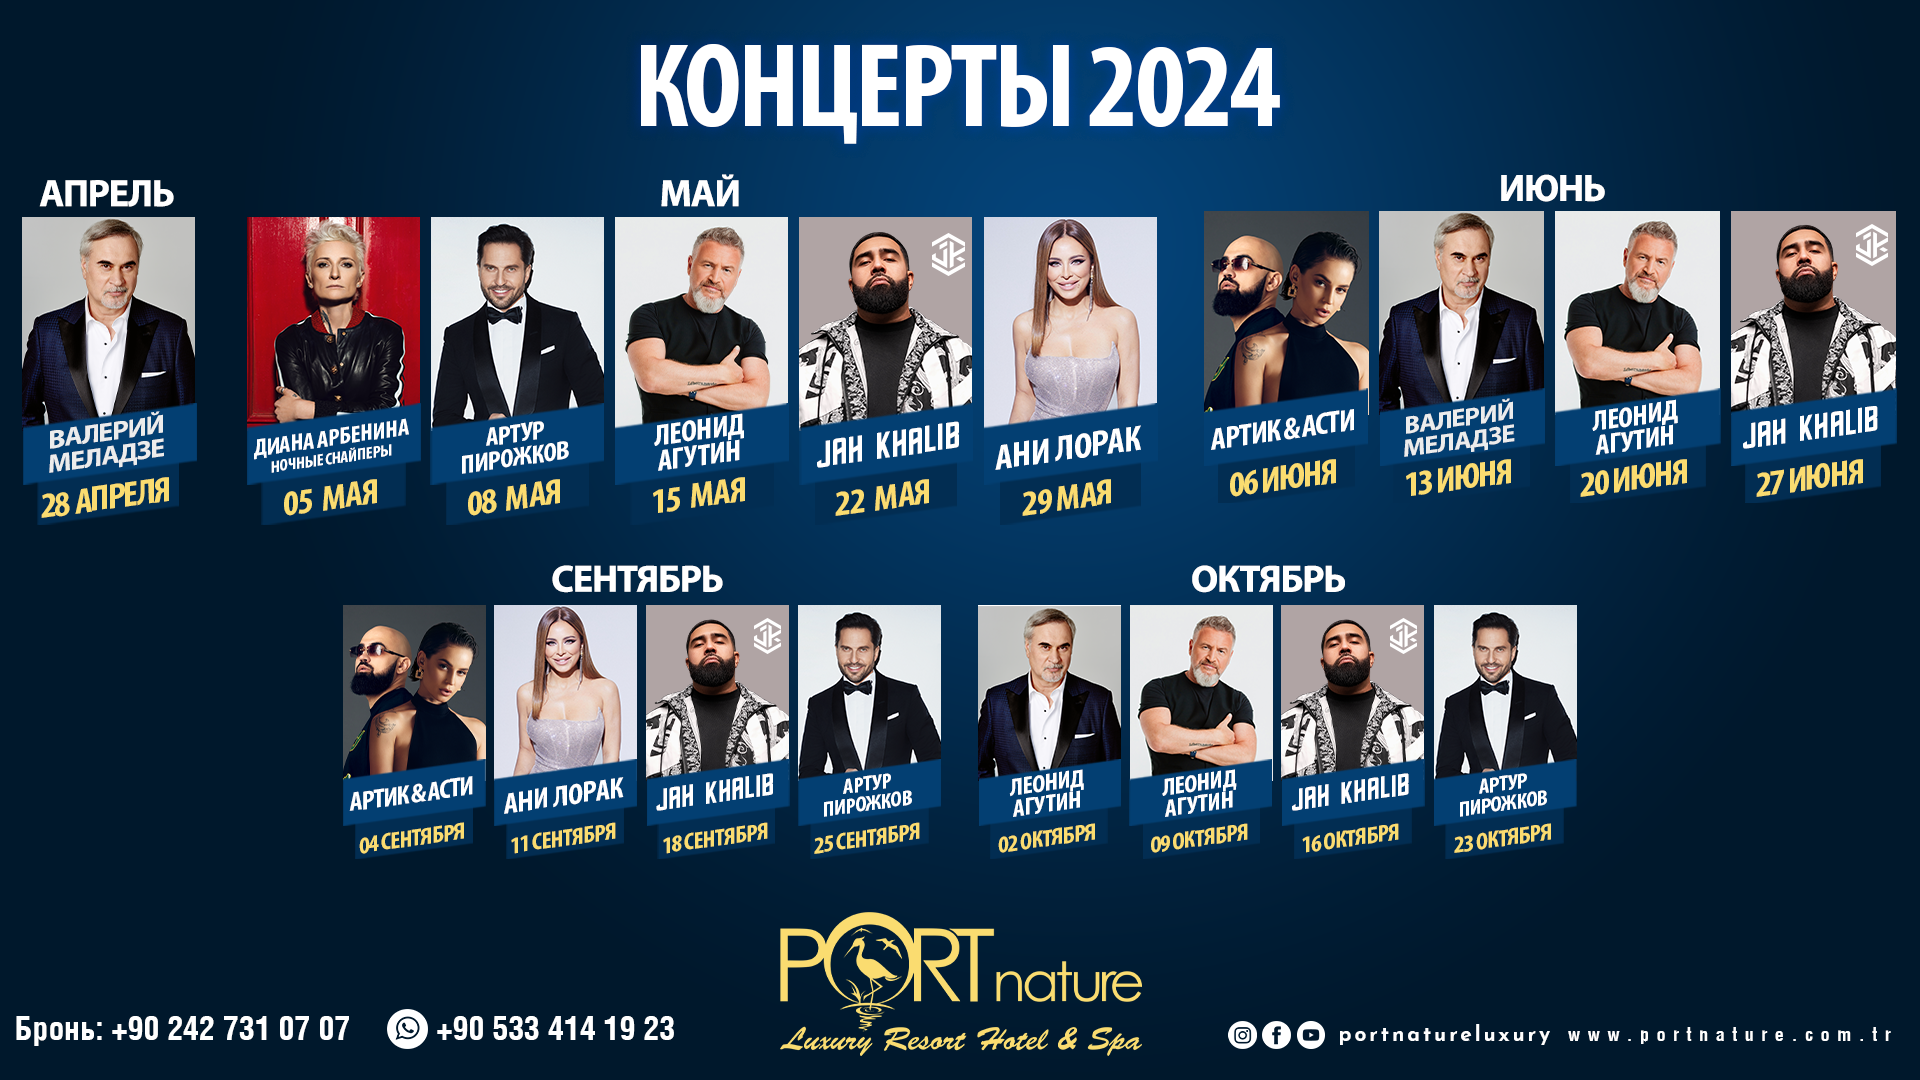 КОНЦЕРТЫ 2024
АПРЕЛЬ
ВАЛЕРИЙ
МЕЛАДЗЕ
28 АПРЕЛЯ
МАЙ
ДИАНА АРБЕНИНА
НОЧНЫЕ СНАЙПЕРЫ
05 МАЯ
АРТУР
ПИРОЖКОВ
08 МАЯ
ЛЕОНИД
АГУТИН
15 МАЯ
JAH KHALIB
22 МАЯ
АНИ ЛОРАК
29 МАЯ
ИЮНЬ
АРТИК&АСТИ
06 ИЮНЯ
ВАЛЕРИЙ
МЕЛАДЗЕ
13 ИЮНЯ
ЛЕОНИД
АГУТИН
20 ИЮНЯ
JAH KHALIB
27 ИЮНЯ
СЕНТЯБРЬ
АРТИК&АСТИ
04 СЕНТЯБРЯ
АНИ ЛОРАК
11 СЕНТЯБРЯ
JAH KHALIB
18 СЕНТЯБРЯ
АРТУР
ПИРОЖКОВ
25 СЕНТЯБРЯ
ОКТЯБРЬ
ЛЕОНИД
АГУТИН
02 ОКТЯБРЯ
ЛЕОНИД
АГУТИН
09 ОКТЯБРЯ
JAH KHALIB
16 ОКТЯБРЯ
АРТУР
ПИРОЖКОВ
23 ОКТЯБРЯ
PORT nature
Luxury Resort Hotel & Spa
Бронь: +90 242 731 07 07
+90 533 414 19 23
portnatureluxury www.portnature.com.tr